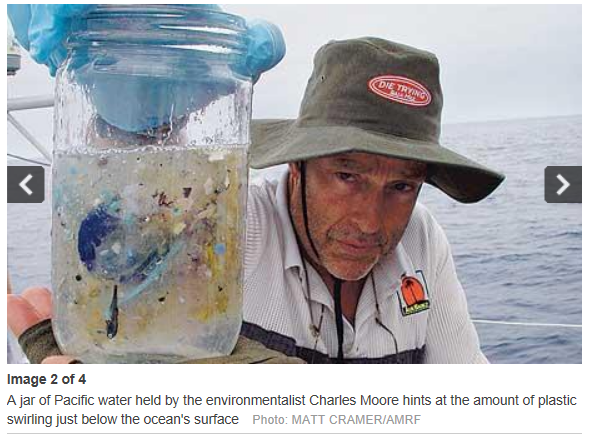 DIE TRYING
Image 2 of 4
A jar of Pacific water held by the environmentalist Charles Moore hints at the amount of plastic
swirling just below the ocean's surface Photo: MATT CRAMER/AMRF